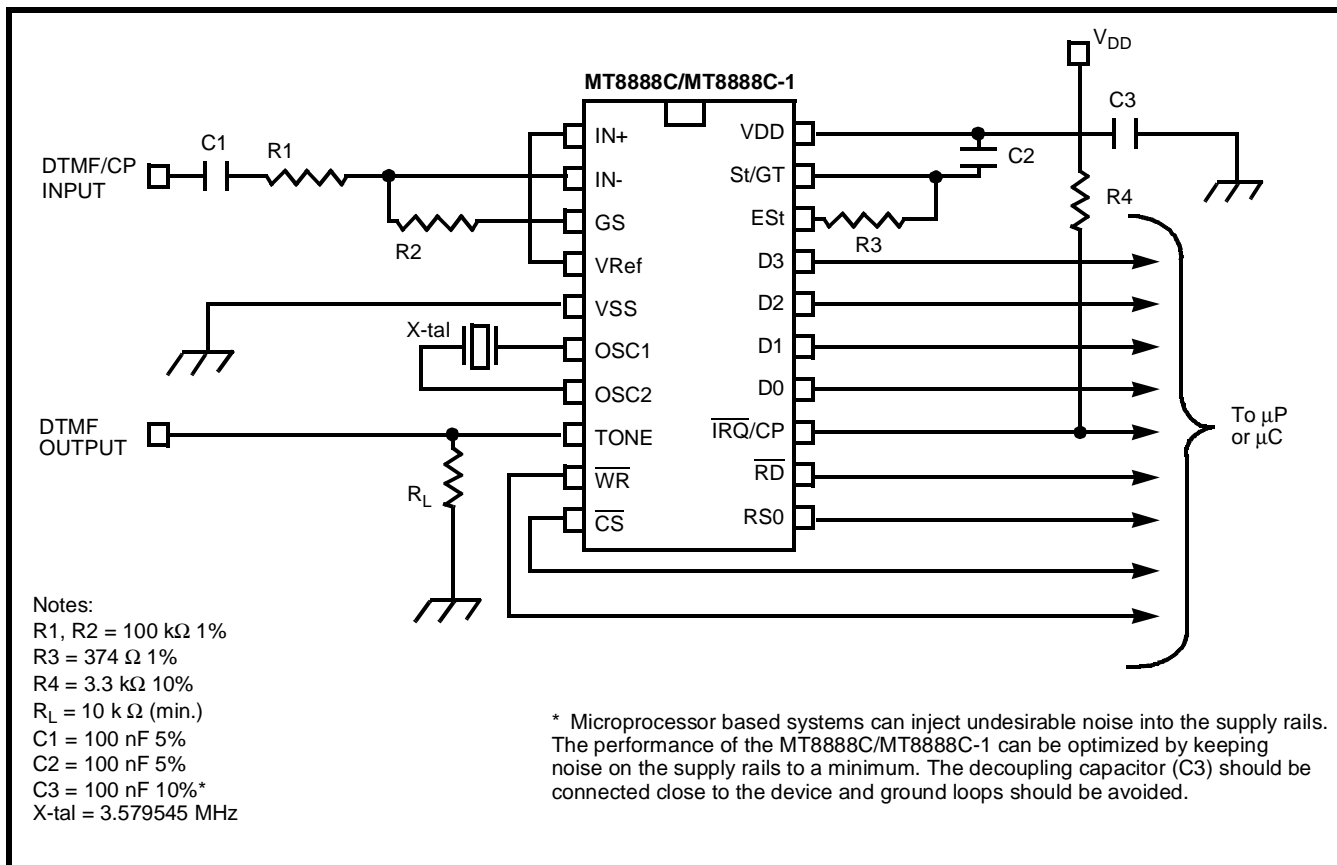 MT8888C/MT8888C-1
VDD
C3
C1
R1
DTMF/CP
INPUT
R2
IN+
IN-
GS
VRef
VSS
X-tal
OSC1
OSC2
DTMF
OUTPUT
TONE
WR
CS
RL
VDD
St/GT
ESt
D3
D2
D1
D0
IRQ/CP
RD
RS0
C2
R3
R4
To μP
or μC
Notes:
R1, R2 = 100 kΩ 1%
R3 = 374 Ω 1%
R4 = 3.3 kΩ 10%
RL = 10 k Ω (min.)
C1 = 100 nF 5%
C2 = 100 nF 5%
C3 = 100 nF 10%*
X-tal = 3.579545 MHz
* Microprocessor based systems can inject undesirable noise into the supply rails.
The performance of the MT8888C/MT8888C-1 can be optimized by keeping
noise on the supply rails to a minimum. The decoupling capacitor (C3) should be
connected close to the device and ground loops should be avoided.